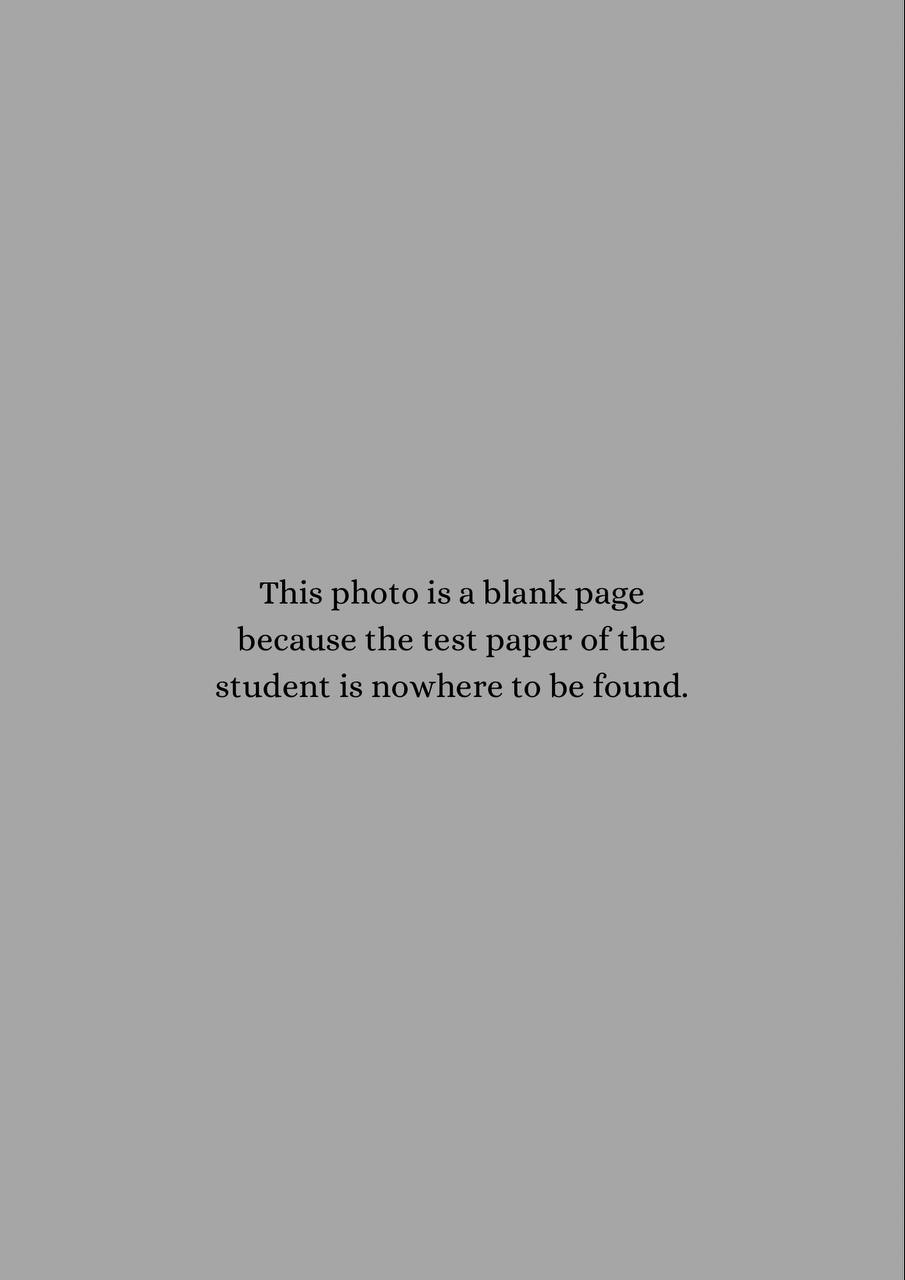 This photo is a blank page
because the test paper of the
student is nowhere to be found.